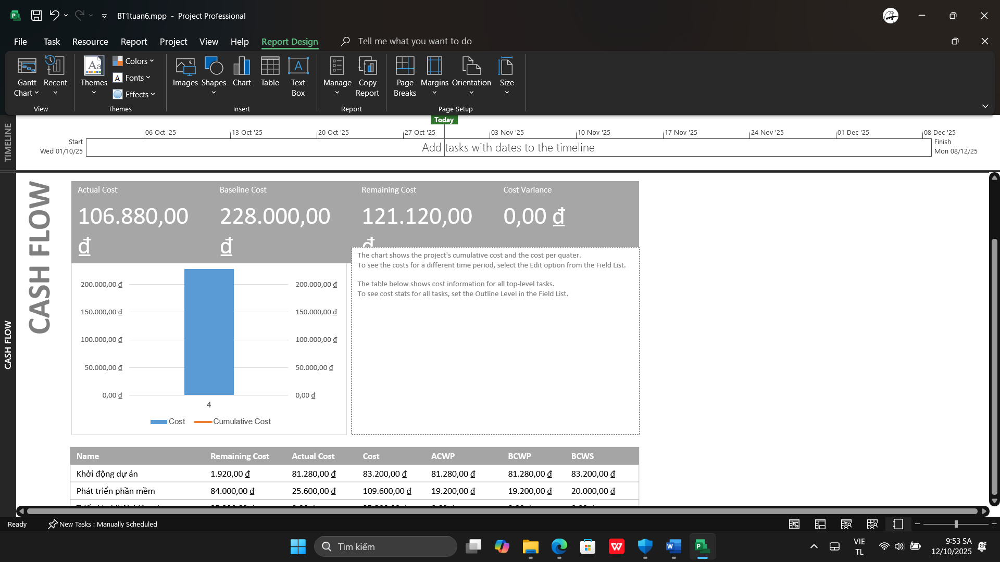 BT1tuan6.mpp - Project Professional
File Task Resource Report Project View Help Report Design Tell me what you want to do
Gantt Chart
Recent
View
Themes
Colors
Fonts
Effects
Themes
Images
Shapes
Chart
Table
Text Box
Insert
Manage
Copy Report
Report
Page Breaks
Margins
Orientation
Size
Page Setup
TIMELINE
Today
06 Oct '25 13 Oct '25 20 Oct '25 27 Oct '25 03 Nov '25 10 Nov '25 17 Nov '25 24 Nov '25 01 Dec '25 08 Dec '25
Start
Wed 01/10/25
Add tasks with dates to the timeline
Finish
Mon 08/12/25
CASH FLOW
CASH FLOW
Actual Cost Baseline Cost Remaining Cost Cost Variance
106.880,00 ₫ 228.000,00 ₫ 121.120,00 ₫ 0,00 ₫
The chart shows the project's cumulative cost and the cost per quater.
To see the costs for a different time period, select the Edit option from the Field List.
The table below shows cost information for all top-level tasks.
To see cost stats for all tasks, set the Outline Level in the Field List.
200.000,00 ₫ 200.000,00 ₫
150.000,00 ₫ 150.000,00 ₫
100.000,00 ₫ 100.000,00 ₫
50.000,00 ₫ 50.000,00 ₫
0,00 ₫ 0,00 ₫
4
Cost Cumulative Cost
Name Remaining Cost Actual Cost Cost ACWP BCWP BCWS
Khởi động dự án 1.920,00 ₫ 81.280,00 ₫ 83.200,00 ₫ 81.280,00 ₫ 81.280,00 ₫ 83.200,00 ₫
Phát triển phần mềm 84.000,00 ₫ 25.600,00 ₫ 109.600,00 ₫ 19.200,00 ₫ 19.200,00 ₫ 20.000,00 ₫
Ready New Tasks : Manually Scheduled
Tìm kiếm
VIE
TL
9:53 SA
12/10/2025